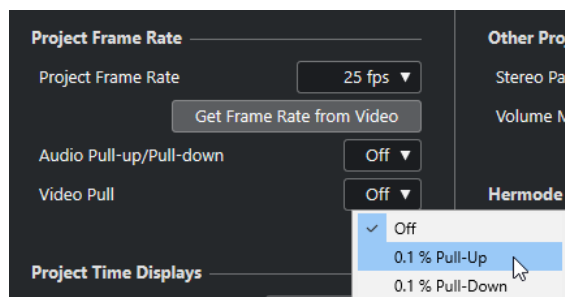 Project Frame Rate
Other Pro
Project Frame Rate 25 fps
Stereo Pa
Get Frame Rate from Video
Volume M
Audio Pull-up/Pull-down Off
Video Pull Off
Hermode
Off
0.1 % Pull-Up
0.1 % Pull-Down
Project Time Displays